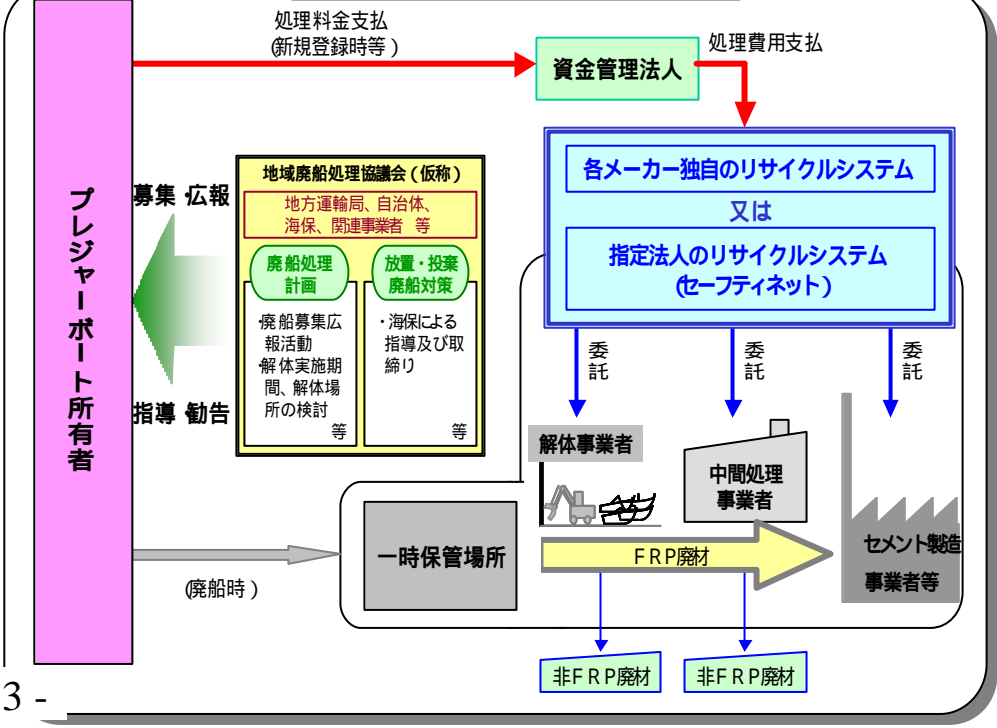 処理料金支払
(新規登録時等)
資金管理法人
処理費用支払
各メーカー独自のリサイクルシステム
又は
指定法人のリサイクルシステム
(セーフティネット)
プレジャーボート所有者
募集・広報
指導・勧告
地域廃船処理協議会(仮称)
地方運輸局、自治体、
海保、関連事業者 等
廃船処理
計画
・廃船募集広
報活動
・解体実施期
間、解体場
所の検討
等
放置・投棄
廃船対策
・海保による
指導及び取
締り
等
委託
委託
委託
解体事業者
中間処理
事業者
セメント製造
事業者等
一時保管場所
FRP廃材
(廃船時)
非FRP廃材
非FRP廃材
3 -